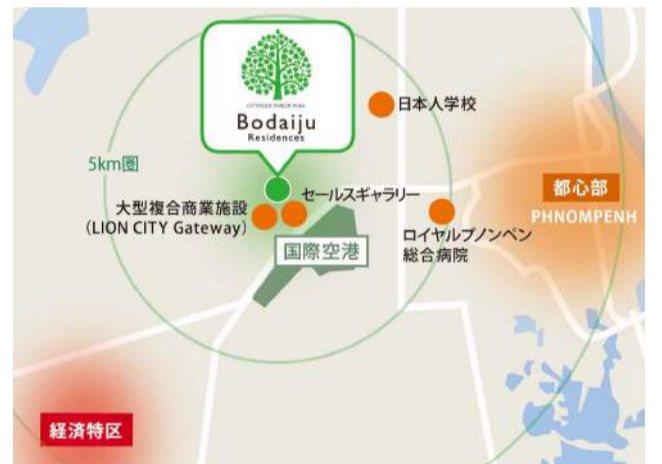 Bodaiju
Residences
日本人学校
5km圏
セールスギャラリー
大型複合商業施設
(LION CITY Gateway)
国際空港
ロイヤルプノンペン
総合病院
都心部
PHNOMPENH
経済特区